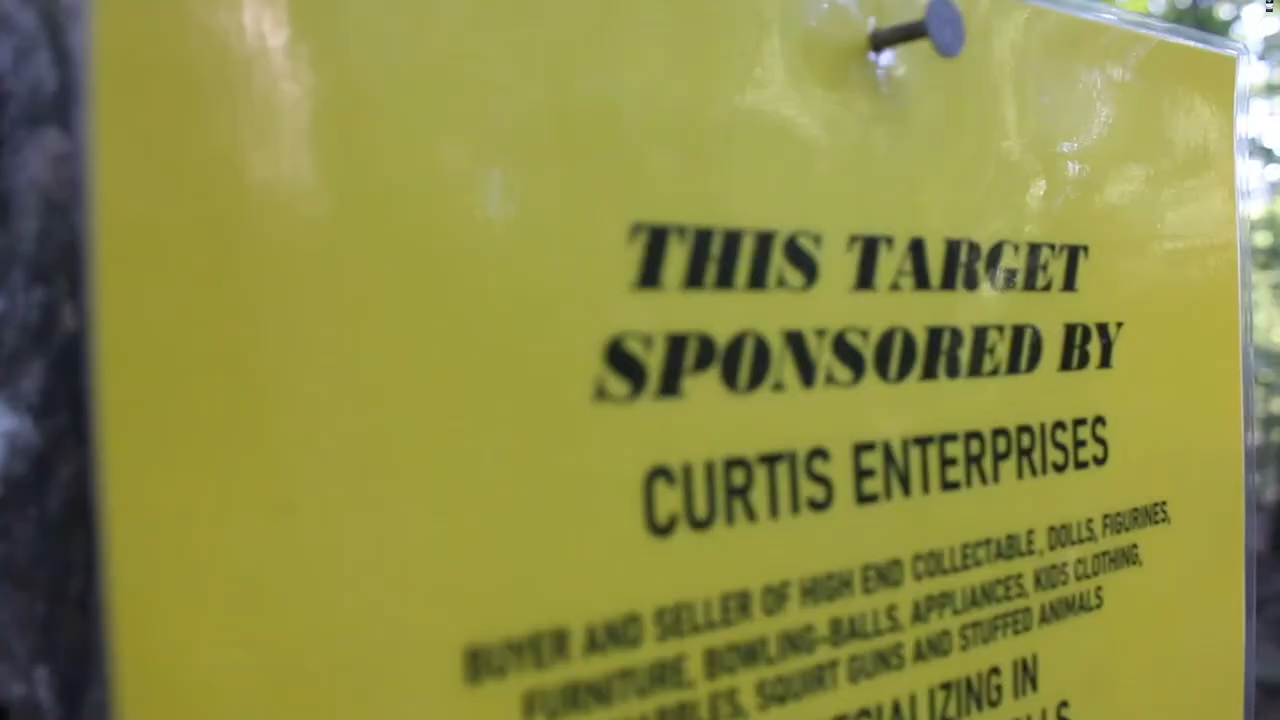 THIS TARGET
SPONSORED BY
CURTIS ENTERPRISES
BUYER AND SELLER OF HIGH END COLLECTABLE, DOLLS, FIGURINES,
FURNITURE, BOWLING-BALLS, APPLIANCES, KIDS CLOTHING,
SQUIRT GUNS AND STUFFED ANIMALS
IN